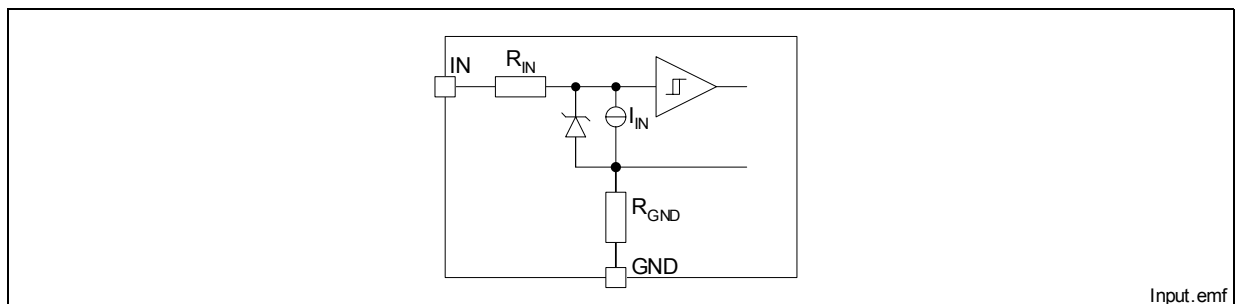 IN
R_IN
I_IN
R_GND
GND
Input.emf